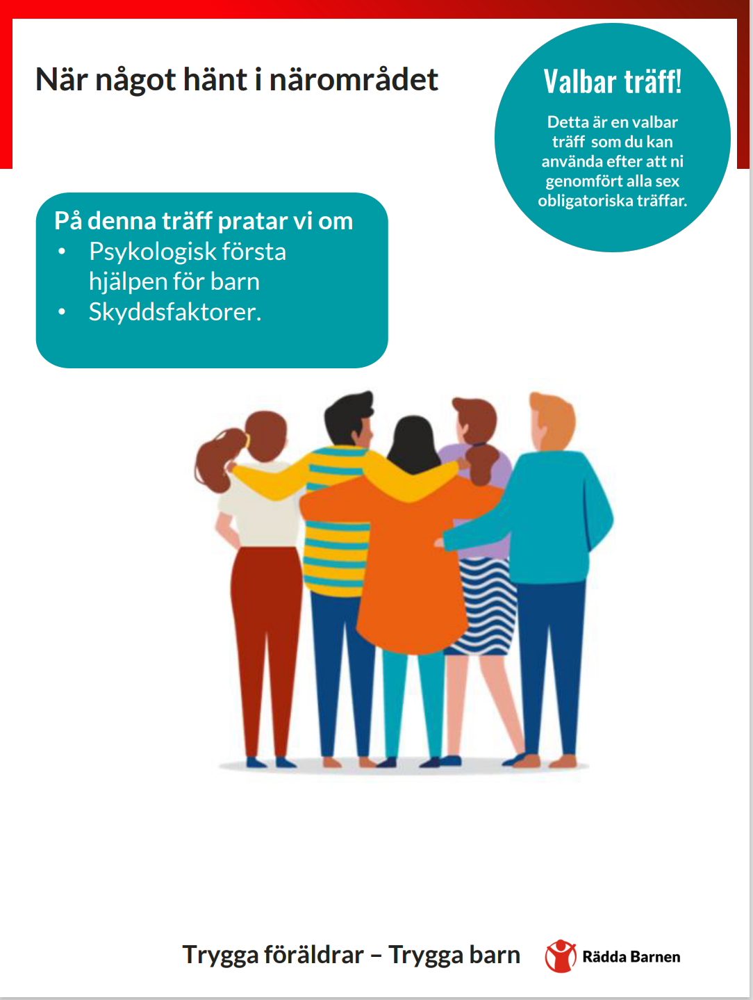 När något hänt i närområdet
Valbar träff!
Detta är en valbar
träff som du kan
använda efter att ni
genomfört alla sex
obligatoriska träffar.
På denna träff pratar vi om
• Psykologisk första
hjälpen för barn
• Skyddsfaktorer.
Trygga föräldrar – Trygga barn
Rädda Barnen